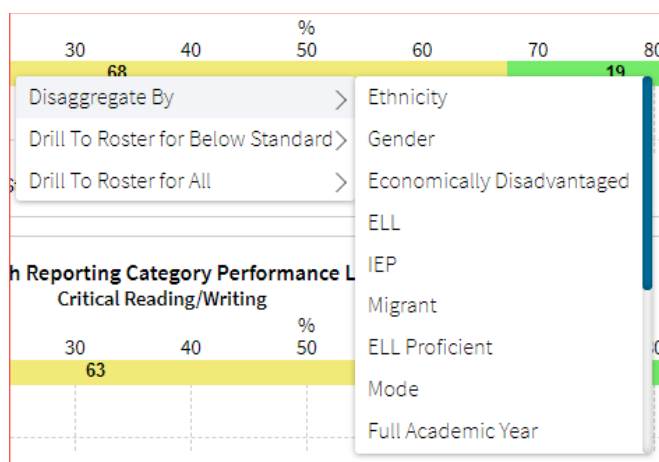 %
30 40 50 60 70 80
68 19
Disaggregate By
Drill To Roster for Below Standard
Drill To Roster for All
Ethnicity
Gender
Economically Disadvantaged
ELL
IEP
Migrant
ELL Proficient
Mode
Full Academic Year
h Reporting Category Performance L
Critical Reading/Writing
%
30 40 50
63